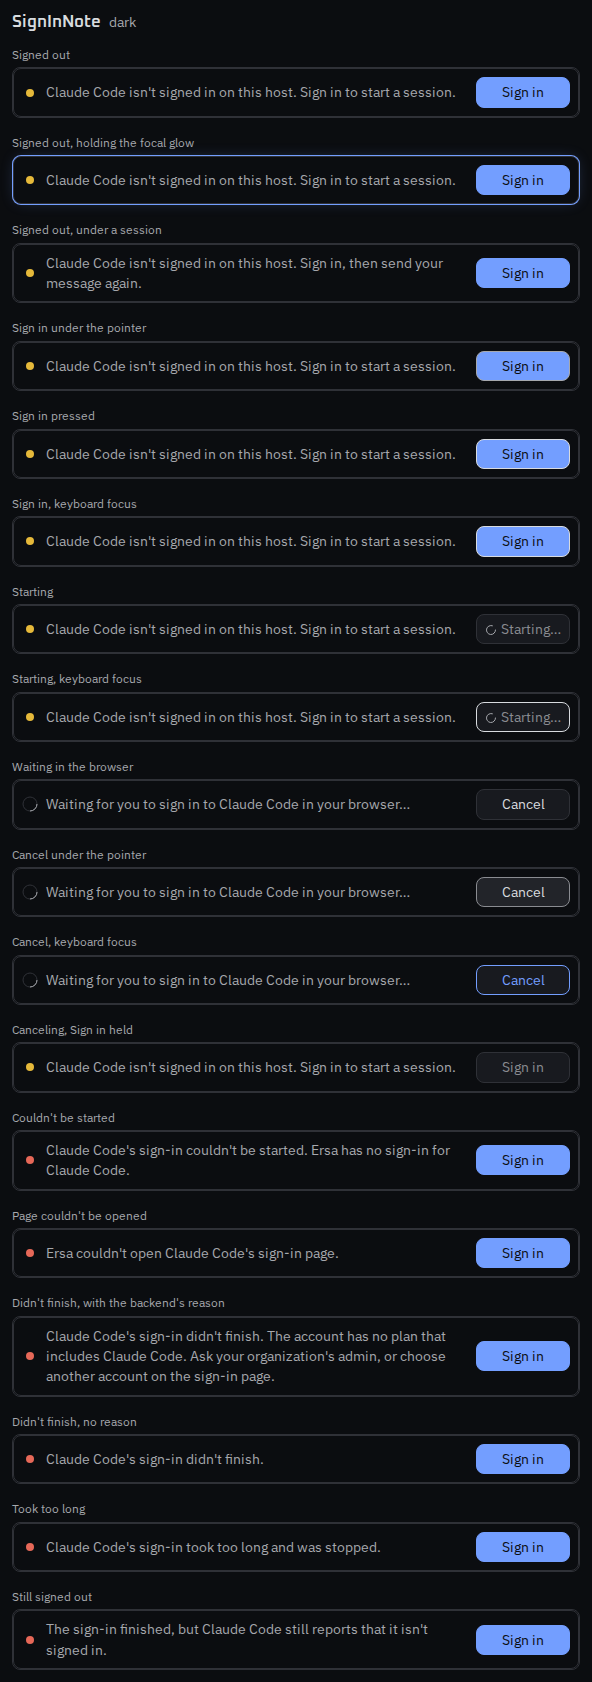 SignInNote dark
Signed out
Claude Code isn't signed in on this host. Sign in to start a session. Sign in
Signed out, holding the focal glow
Claude Code isn't signed in on this host. Sign in to start a session. Sign in
Signed out, under a session
Claude Code isn't signed in on this host. Sign in, then send your
message again.
Sign in
Sign in under the pointer
Claude Code isn't signed in on this host. Sign in to start a session. Sign in
Sign in pressed
Claude Code isn't signed in on this host. Sign in to start a session. Sign in
Sign in, keyboard focus
Claude Code isn't signed in on this host. Sign in to start a session. Sign in
Starting
Claude Code isn't signed in on this host. Sign in to start a session. Starting…
Starting, keyboard focus
Claude Code isn't signed in on this host. Sign in to start a session. Starting…
Waiting in the browser
Waiting for you to sign in to Claude Code in your browser… Cancel
Cancel under the pointer
Waiting for you to sign in to Claude Code in your browser… Cancel
Cancel, keyboard focus
Waiting for you to sign in to Claude Code in your browser… Cancel
Canceling, Sign in held
Claude Code isn't signed in on this host. Sign in to start a session. Sign in
Couldn't be started
Claude Code's sign-in couldn't be started. Ersa has no sign-in for
Claude Code.
Sign in
Page couldn't be opened
Ersa couldn't open Claude Code's sign-in page. Sign in
Didn't finish, with the backend's reason
Claude Code's sign-in didn't finish. The account has no plan that
includes Claude Code. Ask your organization's admin, or choose
another account on the sign-in page.
Sign in
Didn't finish, no reason
Claude Code's sign-in didn't finish. Sign in
Took too long
Claude Code's sign-in took too long and was stopped. Sign in
Still signed out
The sign-in finished, but Claude Code still reports that it isn't
signed in.
Sign in